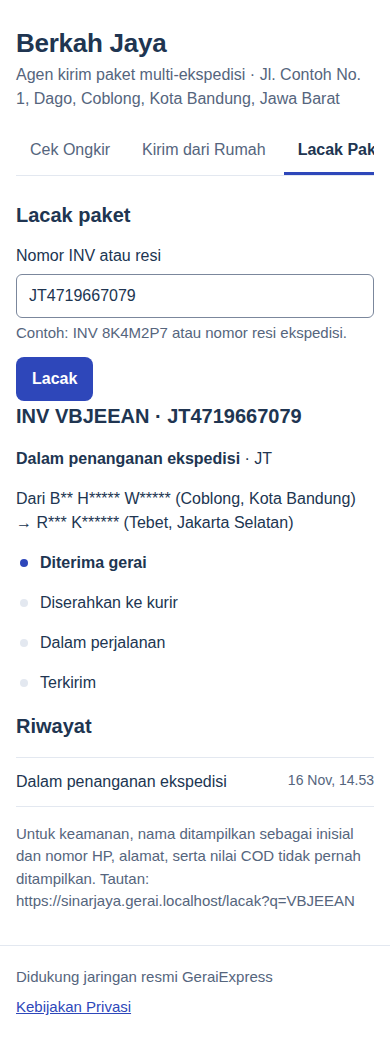 Berkah Jaya
Agen kirim paket multi-ekspedisi · Jl. Contoh No.
1, Dago, Coblong, Kota Bandung, Jawa Barat
Cek Ongkir Kirim dari Rumah Lacak Pak
Lacak paket
Nomor INV atau resi
JT4719667079
Contoh: INV 8K4M2P7 atau nomor resi ekspedisi.
Lacak
INV VBJEEAN · JT4719667079
Dalam penanganan ekspedisi · JT
Dari B** H***** W***** (Coblong, Kota Bandung)
→ R*** K****** (Tebet, Jakarta Selatan)
Diterima gerai
Diserahkan ke kurir
Dalam perjalanan
Terkirim
Riwayat
Dalam penanganan ekspedisi 16 Nov, 14.53
Untuk keamanan, nama ditampilkan sebagai inisial
dan nomor HP, alamat, serta nilai COD tidak pernah
ditampilkan. Tautan:
https://sinarjaya.gerai.localhost/lacak?q=VBJEEAN
Didukung jaringan resmi GeraiExpress
Kebijakan Privasi